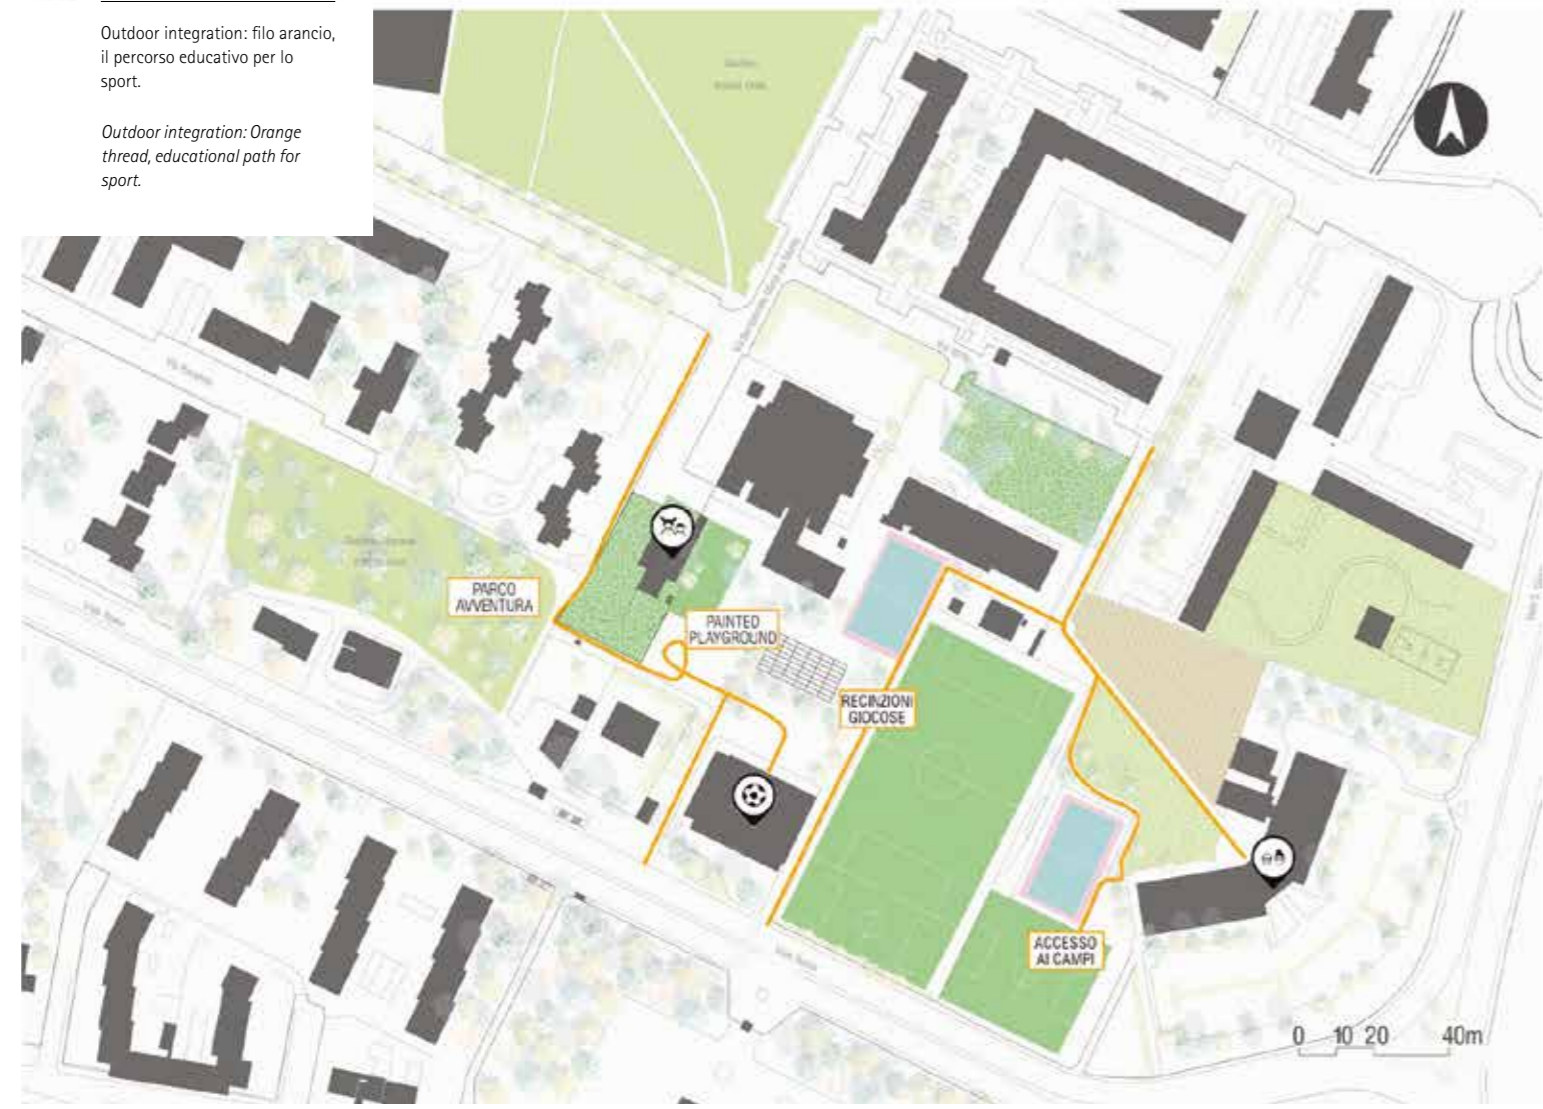 Outdoor integration: filo arancio,
il percorso educativo per lo
sport.
Outdoor integration: Orange
thread, educational path for
sport.
PARCO
AVVENTURA
PAINTED
PLAYGROUND
RECINZIONI
GIOCOSE
ACCESSO
AI CAMPI
0 10 20 40m